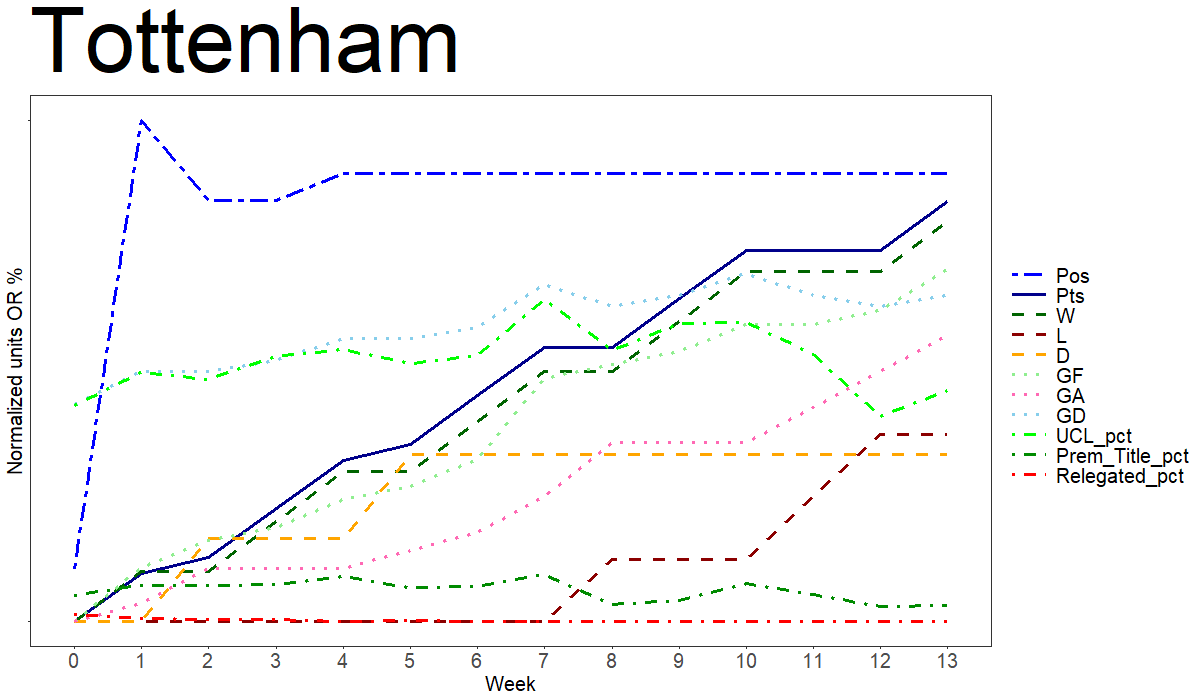 Tottenham
Normalized units OR %
Pos
Pts
W
L
D
GF
GA
GD
UCL_pct
Prem_Title_pct
Relegated_pct
0 1 2 3 4 5 6 7 8 9 10 11 12 13
Week